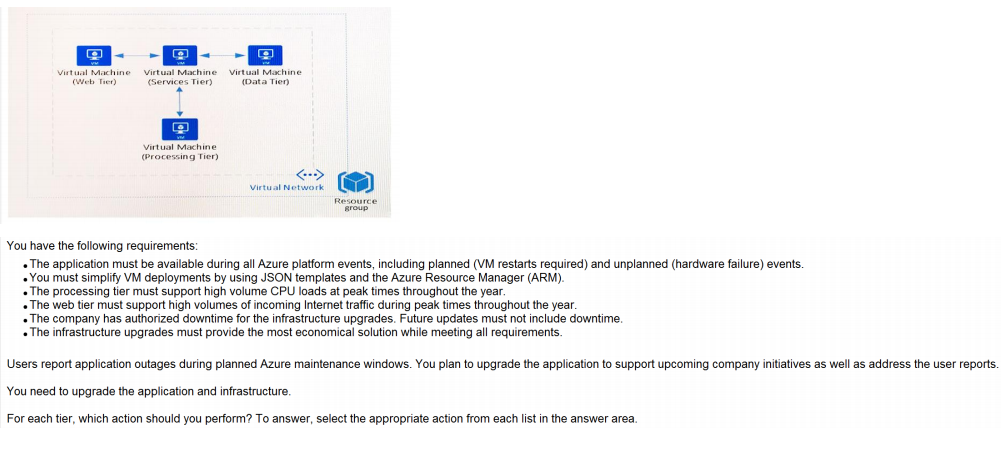 VM VM VM
Virtual Machine Virtual Machine Virtual Machine
(Web Tier) (Services Tier) (Data Tier)
VM
Virtual Machine
(Processing Tier)
Virtual Network
Resource
group
You have the following requirements:
• The application must be available during all Azure platform events, including planned (VM restarts required) and unplanned (hardware failure) events.
• You must simplify VM deployments by using JSON templates and the Azure Resource Manager (ARM).
• The processing tier must support high volume CPU loads at peak times throughout the year.
• The web tier must support high volumes of incoming Internet traffic during peak times throughout the year.
• The company has authorized downtime for the infrastructure upgrades. Future updates must not include downtime.
• The infrastructure upgrades must provide the most economical solution while meeting all requirements.
Users report application outages during planned Azure maintenance windows. You plan to upgrade the application to support upcoming company initiatives as well as address the user reports.
You need to upgrade the application and infrastructure.
For each tier, which action should you perform? To answer, select the appropriate action from each list in the answer area.